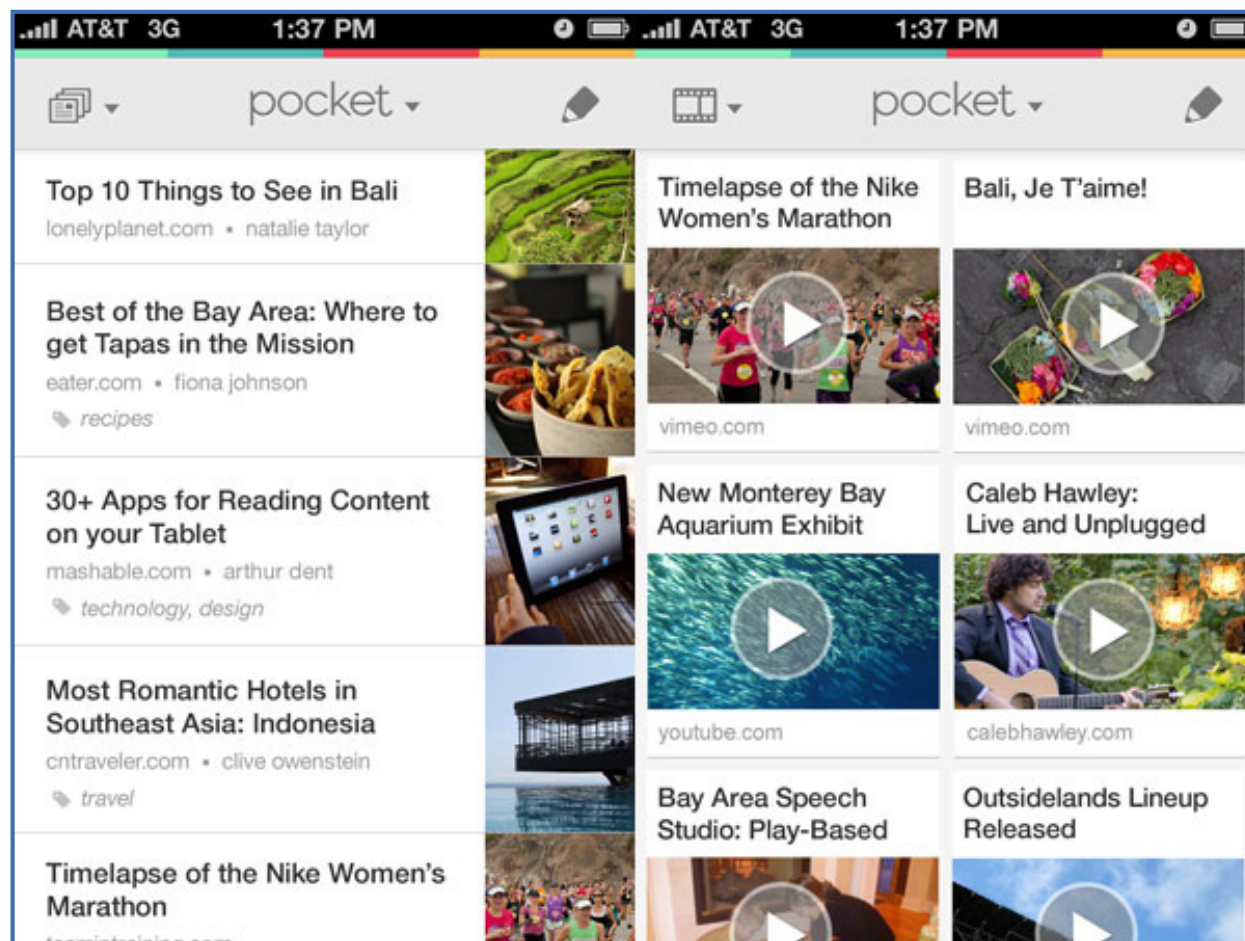 AT&T 3G 1:37 PM
pocket
Top 10 Things to See in Bali
lonelyplanet.com • natalie taylor
Best of the Bay Area: Where to
get Tapas in the Mission
eater.com • fiona johnson
recipes
30+ Apps for Reading Content
on your Tablet
mashable.com • arthur dent
technology, design
Most Romantic Hotels in
Southeast Asia: Indonesia
cntraveler.com • clive owenstein
travel
Timelapse of the Nike Women's
Marathon
AT&T 3G 1:37 PM
pocket
Timelapse of the Nike
Women's Marathon
vimeo.com
Bali, Je T'aime!
vimeo.com
New Monterey Bay
Aquarium Exhibit
youtube.com
Caleb Hawley:
Live and Unplugged
calebhawley.com
Bay Area Speech
Studio: Play-Based
Outsidelands Lineup
Released